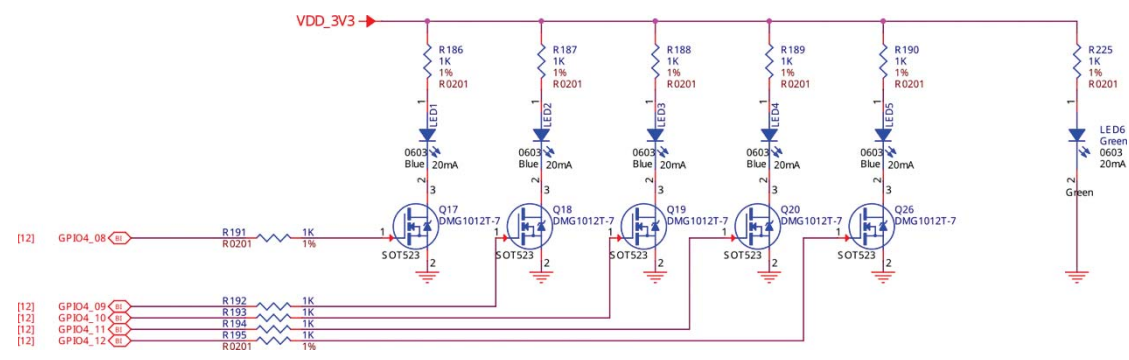 VDD_3V3
R186
1K
1%
R0201
R187
1K
1%
R0201
R188
1K
1%
R0201
R189
1K
1%
R0201
R190
1K
1%
R0201
R225
1K
1%
R0201
1
LED1
1
LED2
1
LED3
1
LED4
1
LED5
1
LED6
Green
0603
20mA
0603
Blue
20mA
0603
Blue
20mA
0603
Blue
20mA
0603
Blue
20mA
0603
Blue
20mA
2
3
2
3
2
3
2
3
2
3
2
Green
Q17
DMG1012T-7
Q18
DMG1012T-7
Q19
DMG1012T-7
Q20
DMG1012T-7
Q26
DMG1012T-7
[12] GPIO4_08 BI
R191 1K
R0201 1%
1
SOT523
2
1
SOT523
2
1
SOT523
2
1
SOT523
2
1
SOT523
2
[12] GPIO4_09 BI R192 1K
[12] GPIO4_10 BI R193 1K
[12] GPIO4_11 BI R194 1K
[12] GPIO4_12 BI R195 1K
R0201 1%